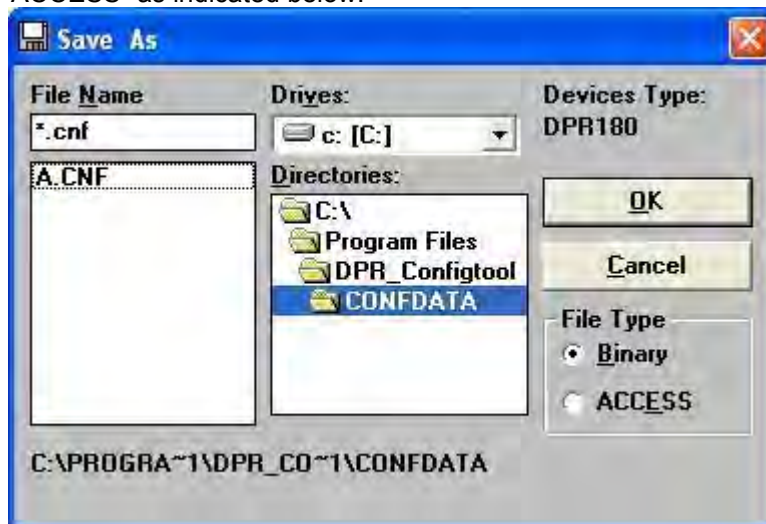 Save As
File Name
*.cnf
A.CNF
Drives:
c: [C:]
Directories:
C:\
Program Files
DPR_Configtool
CONFDATA
Devices Type:
DPR180
OK
Cancel
File Type
Binary
ACCESS
C:\PROGRA~1\DPR_CO~1\CONFDATA